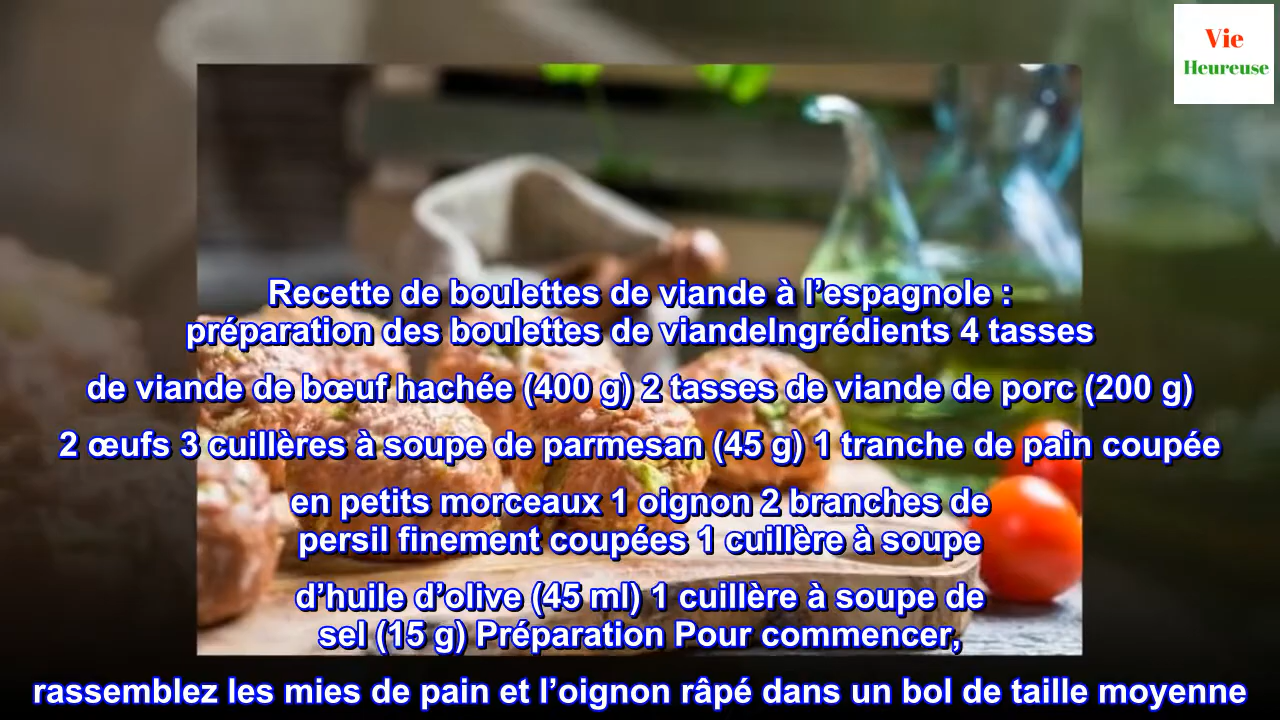 Vie
Heureuse
Recette de boulettes de viande à l’espagnole :
préparation des boulettes de viandeIngrédients 4 tasses
de viande de bœuf hachée (400 g) 2 tasses de viande de porc (200 g)
2 œufs 3 cuillères à soupe de parmesan (45 g) 1 tranche de pain coupée
en petits morceaux 1 oignon 2 branches de
persil finement coupées 1 cuillère à soupe
d’huile d’olive (45 ml) 1 cuillère à soupe de
sel (15 g) Préparation Pour commencer,
rassemblez les mies de pain et l’oignon râpé dans un bol de taille moyenne